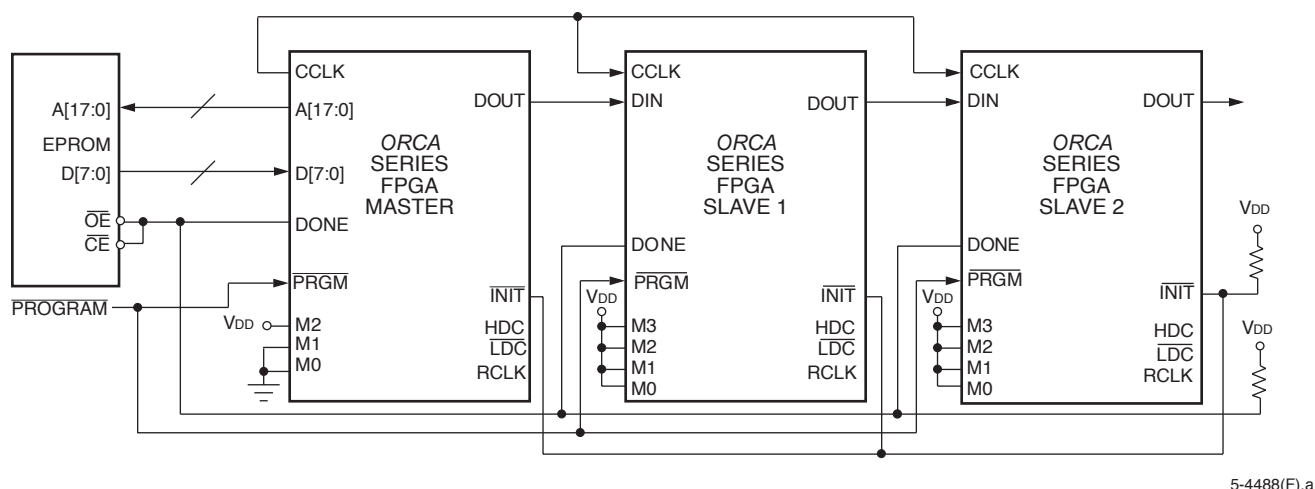 A[17:0]
EPROM
D[7:0]
OE
CE
PROGRAM
CCLK
A[17:0]
D[7:0]
DONE
PRGM
VDD
M2
M1
M0
DOUT
ORCA
SERIES
FPGA
MASTER
INIT
HDC
LDC
RCLK
CCLK
DIN
DOUT
ORCA
SERIES
FPGA
SLAVE 1
DONE
PRGM
VDD
M3
M2
M1
M0
INIT
HDC
LDC
RCLK
CCLK
DIN
DOUT
ORCA
SERIES
FPGA
SLAVE 2
DONE
PRGM
VDD
M3
M2
M1
M0
INIT
HDC
LDC
RCLK
VDD
VDD
5-4488(F).a